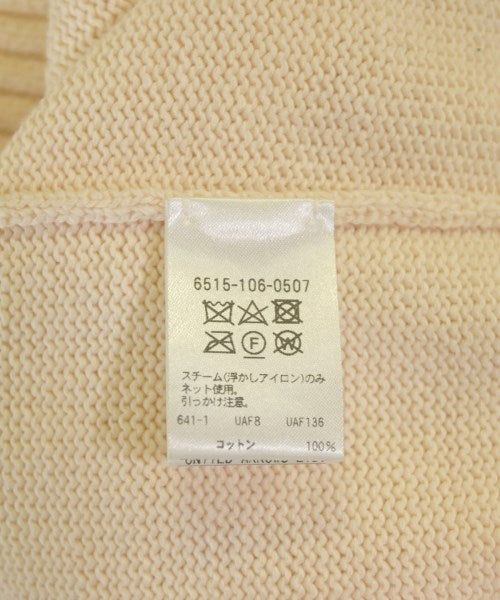 6515-106-0507
F W
スチーム(浮かしアイロン)のみ
ネット使用。
引っかけ注意。
641-1 UAF8 UAF136
コットン 100%